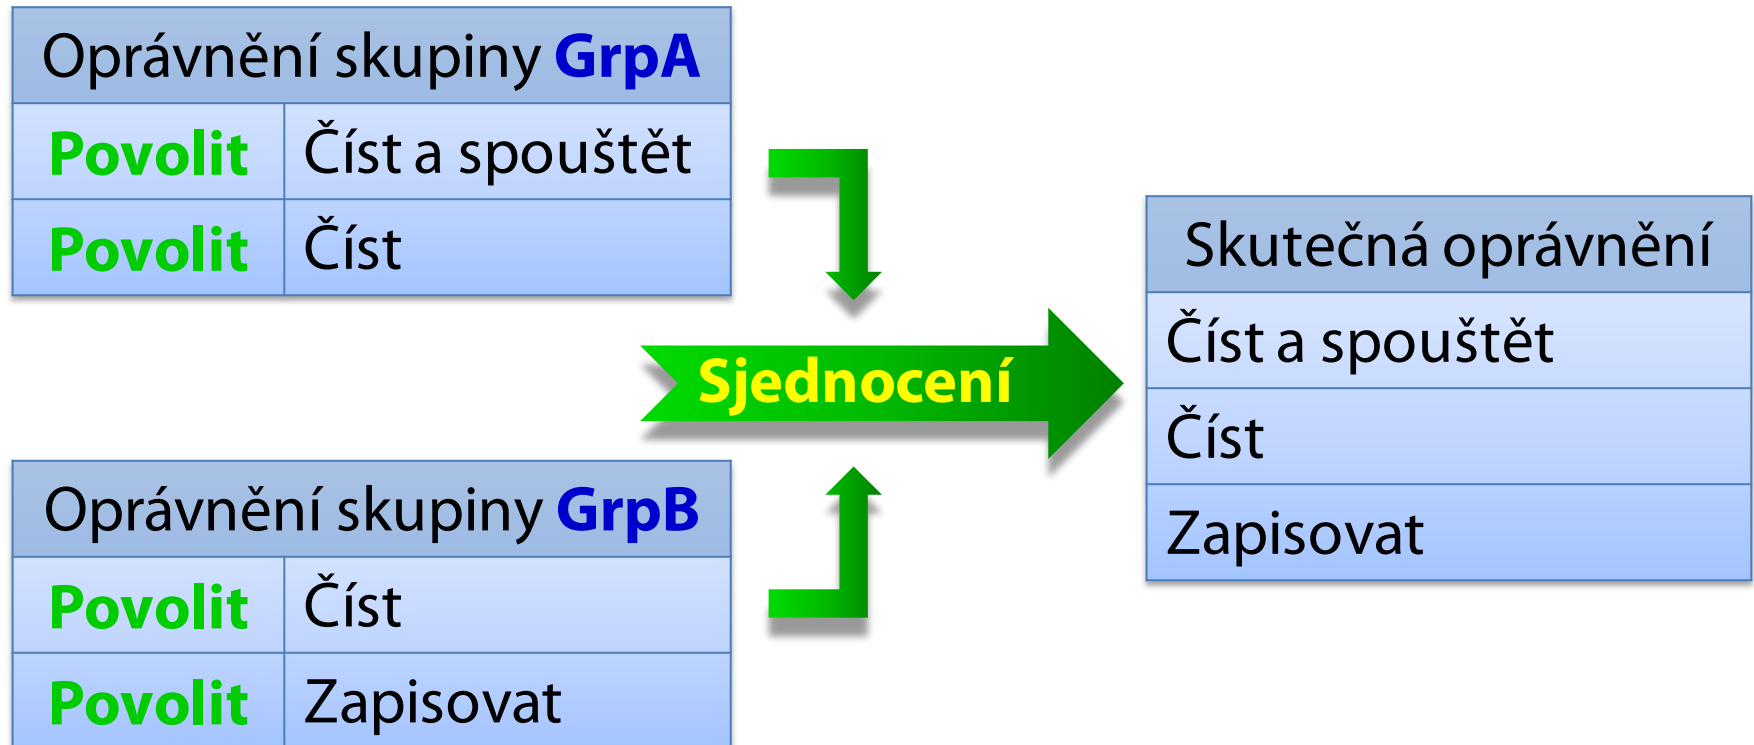 Oprávnění skupiny GrpA
Povolit Číst a spouštět
Povolit Číst
Sjednocení
Oprávnění skupiny GrpB
Povolit Číst
Povolit Zapisovat
Skutečná oprávnění
Číst a spouštět
Číst
Zapisovat